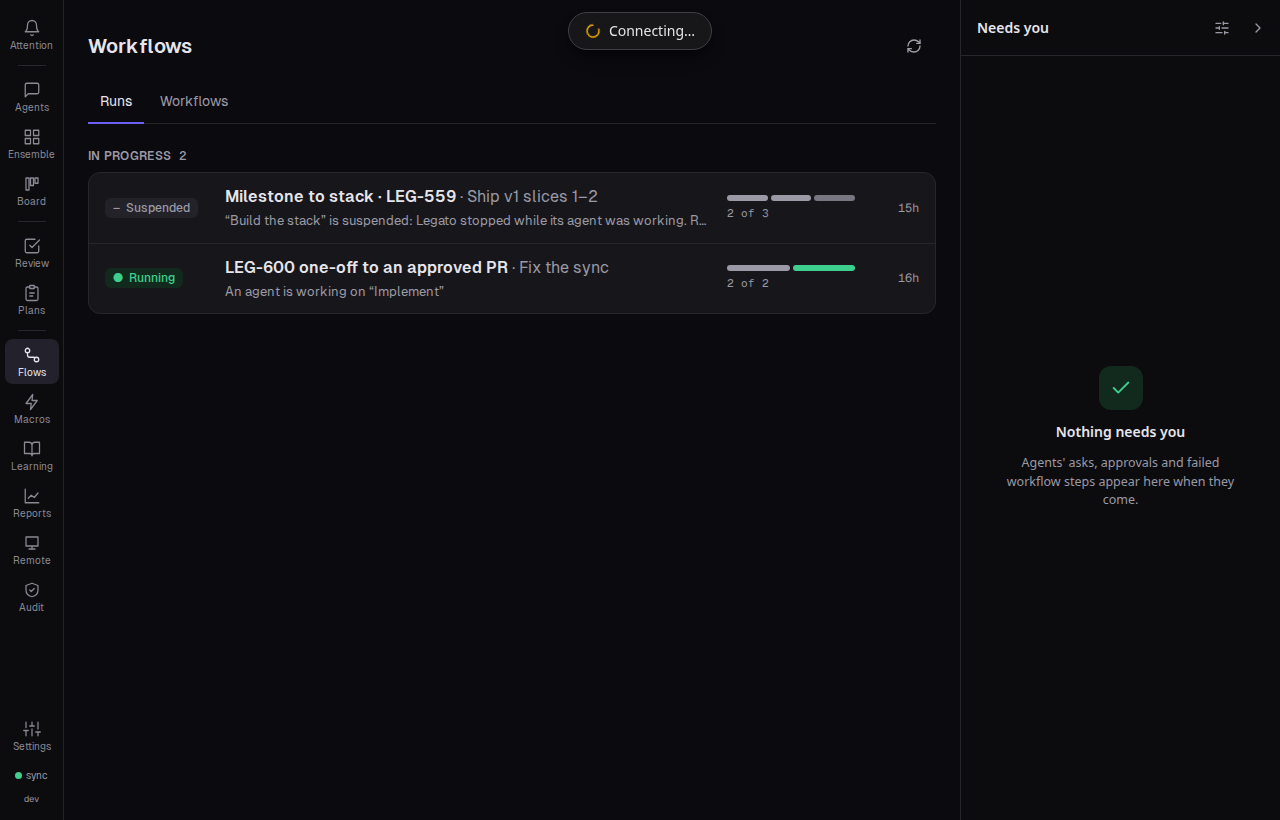 Attention
Agents
Ensemble
Board
Review
Plans
Flows
Macros
Learning
Reports
Remote
Audit
Settings
sync
dev
Connecting...
Workflows
Runs
Workflows
IN PROGRESS 2
– Suspended
Milestone to stack · LEG-559 · Ship v1 slices 1–2
“Build the stack” is suspended: Legato stopped while its agent was working. R…
2 of 3
15h
Running
LEG-600 one-off to an approved PR · Fix the sync
An agent is working on “Implement”
2 of 2
16h
Needs you
Nothing needs you
Agents' asks, approvals and failed
workflow steps appear here when they
come.